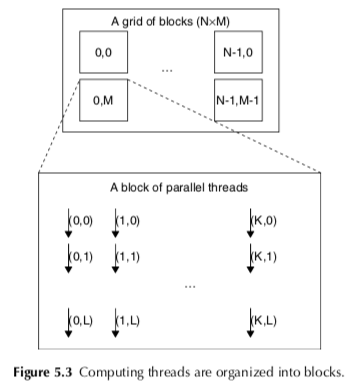 A grid of blocks (N×M)
0,0
N-1,0
...
0,M
N-1,M-1
A block of parallel threads
(0,0) (1,0) (K,0)
(0,1) (1,1) (K,1)
...
(0,L) (1,L) (K,L)
Figure 5.3 Computing threads are organized into blocks.